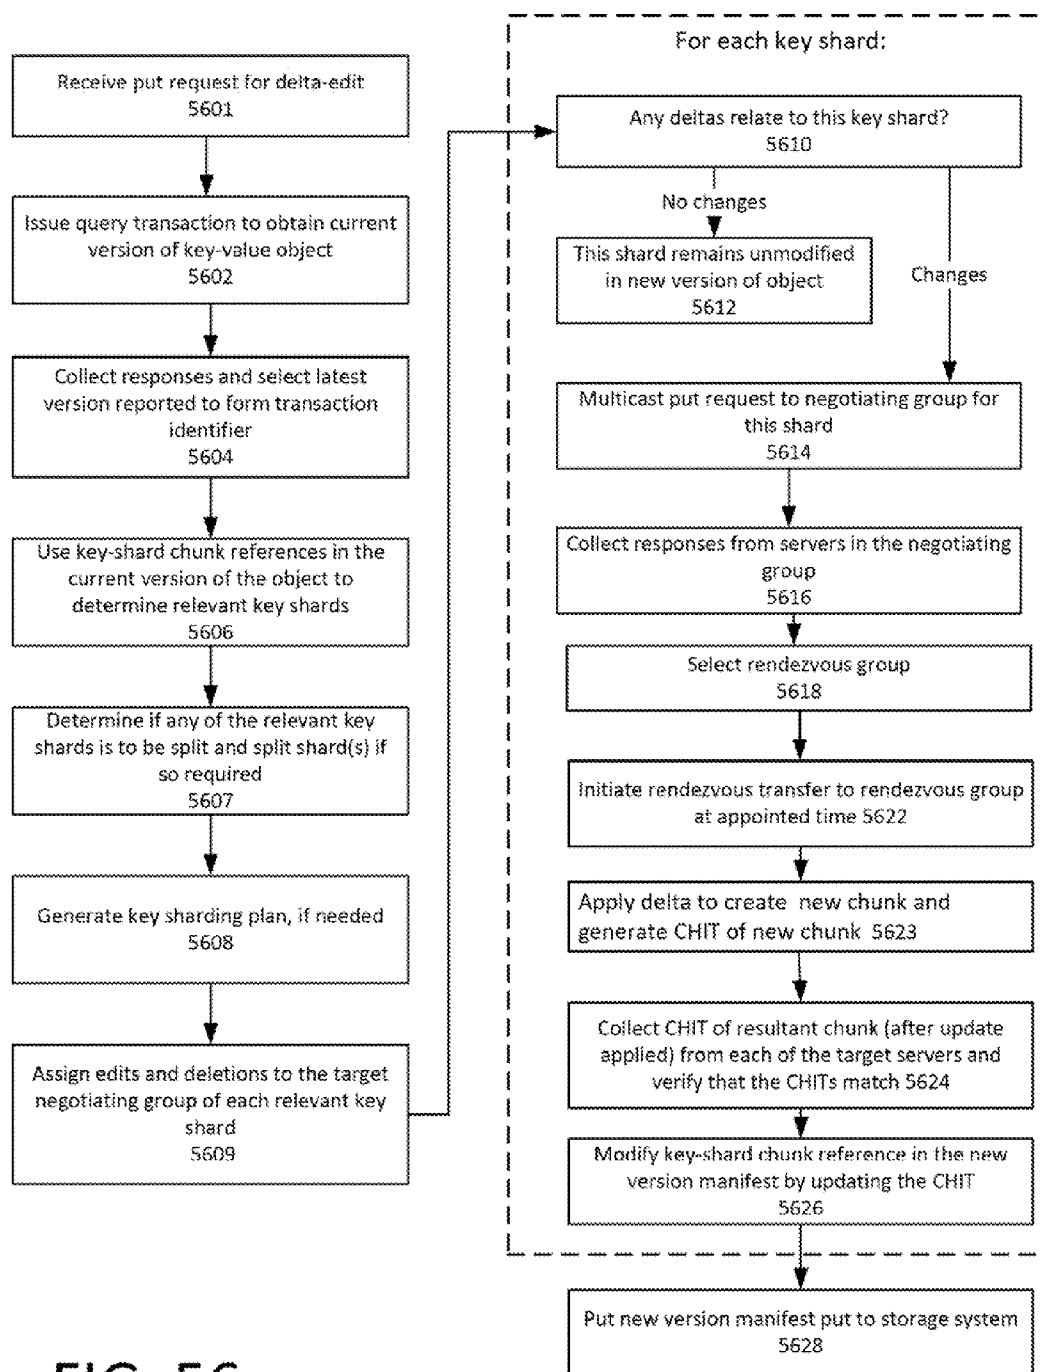 Receive put request for delta-edit
5601
Issue query transaction to obtain current
version of key-value object
5602
Collect responses and select latest
version reported to form transaction
identifier
5604
Use key-shard chunk references in the
current version of the object to
determine relevant key shards
5606
Determine if any of the relevant key
shards is to be split and split shard(s) if
so required
5607
Generate key sharding plan, if needed
5608
Assign edits and deletions to the target
negotiating group of each relevant key
shard
5609
For each key shard:
Any deltas relate to this key shard?
5610
No changes
This shard remains unmodified
in new version of object
5612
Changes
Multicast put request to negotiating group for
this shard
5614
Collect responses from servers in the negotiating
group
5616
Select rendezvous group
5618
Initiate rendezvous transfer to rendezvous group
at appointed time 5622
Apply delta to create new chunk and
generate CHIT of new chunk 5623
Collect CHIT of resultant chunk (after update
applied) from each of the target servers and
verify that the CHITs match 5624
Modify key-shard chunk reference in the new
version manifest by updating the CHIT
5626
Put new version manifest put to storage system
5628
FIG. 56